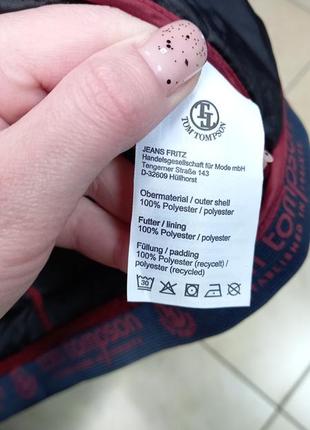 TOM TOMPSON
JEANS FRITZ
Handelsgesellschaft für Mode mbH
Tengerner Straße 143
D-32609 Hüllhorst
Obermaterial / outer shell
100% Polyester / polyester
Futter / lining
100% Polyester / polyester
Füllung / padding
100% Polyester (recycelt) /
polyester (recycled)
30